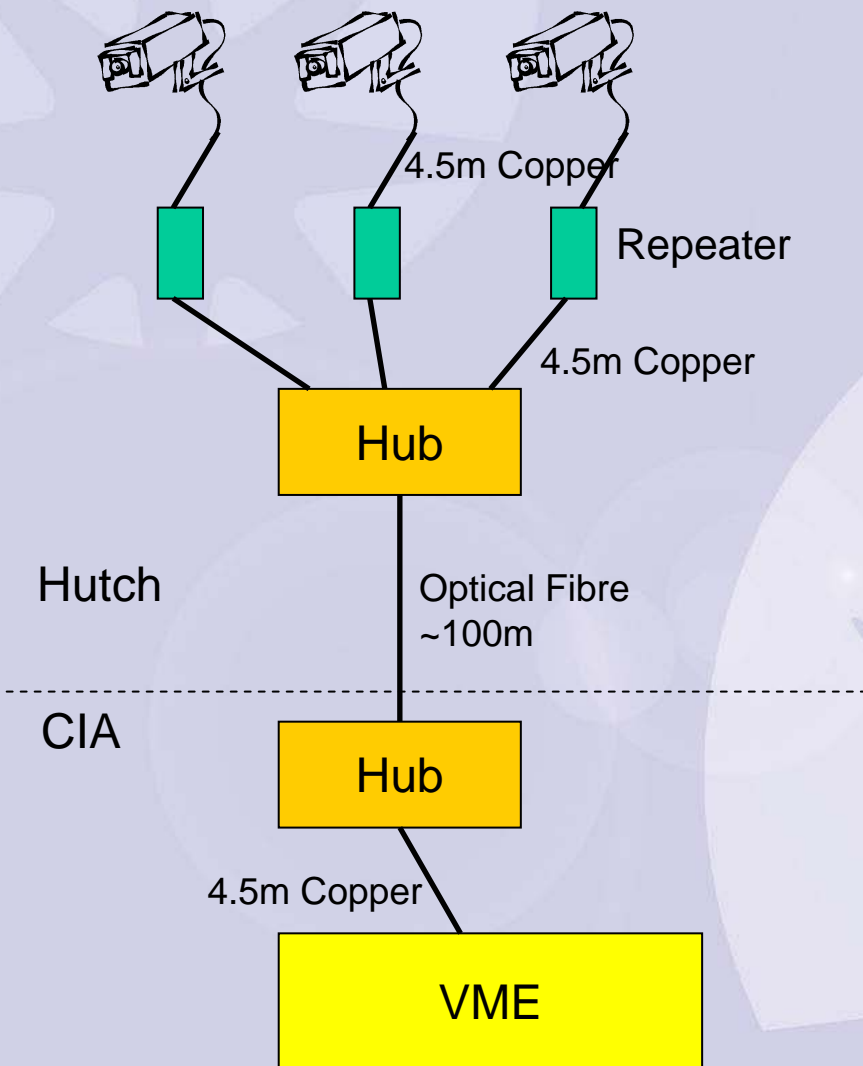 4.5m Copper
Repeater
4.5m Copper
Hub
Hutch
Optical Fibre
~100m
CIA
Hub
4.5m Copper
VME